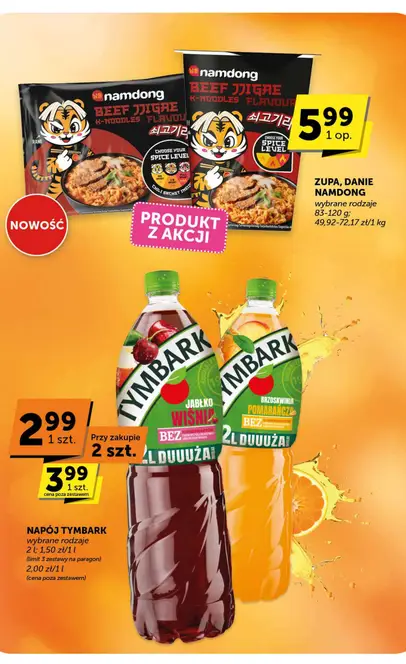 namdong
BEEF JJIGAE
K-NOODLES FLAVOUR
쇠고기
CHOOSE YOUR
SPICE LEVEL
namdong
BEEF JJIGAE
K-NOODLES FLAVOUR
쇠고기
CHOOSE YOUR
SPICE
LEVEL
5.99
1 op.
ZUPA, DANIE
NAMDONG
wybrane rodzaje
83-120 g;
49,92-72,17 zł/1 kg
NOWOŚĆ
PRODUKT
Z AKCJI
TYMBARK
JABŁKO
WIŚNIA
BEZ
2L DUUUŻA
TYMBARK
BRZOSKWINIA
POMARAŃCZA
BEZ
2L DUUUŻA
2.99
1 szt.
Przy zakupie
2 szt.
3.99
1 szt.
cena poza zestawem
NAPÓJ TYMBARK
wybrane rodzaje
2 l; 1,50 zł/1 l
(limit 3 zestawy na paragon)
2,00 zł/1 l
(cena poza zestawem)